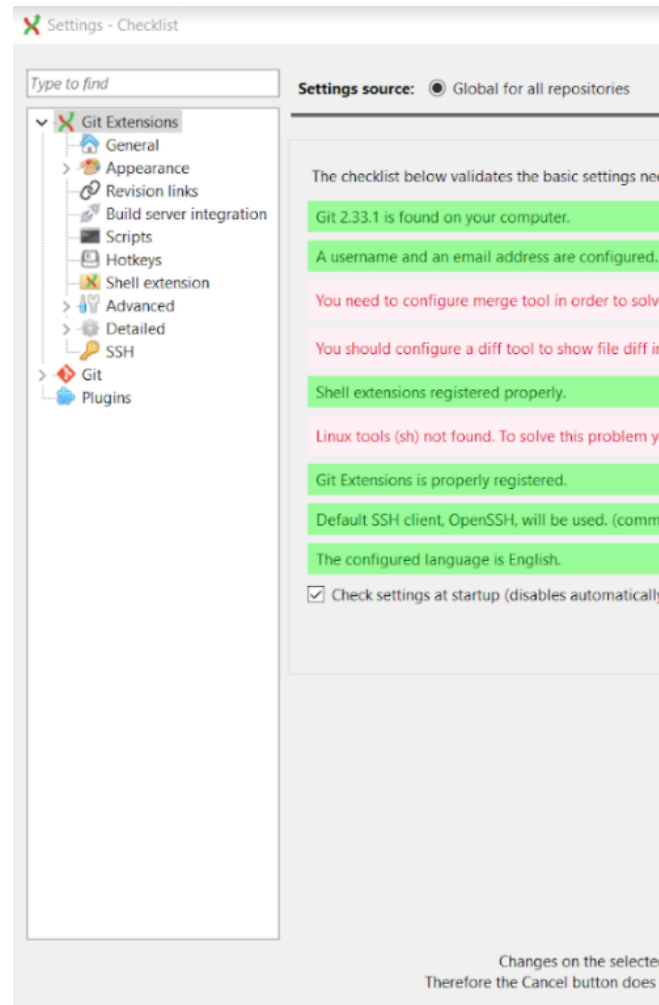 Settings - Checklist
Type to find
Settings source: Global for all repositories
Git Extensions
General
Appearance
Revision links
Build server integration
Scripts
Hotkeys
Shell extension
Advanced
Detailed
SSH
Git
Plugins
The checklist below validates the basic settings
Git 2.33.1 is found on your computer.
A username and an email address are configured.
You need to configure merge tool in order to
You should configure a diff tool to show file diff
Shell extensions registered properly.
Linux tools (sh) not found. To solve this problem
Git Extensions is properly registered.
Default SSH client, OpenSSH, will be used.
The configured language is English.
Check settings at startup (disables
Changes on the
Therefore the Cancel button does